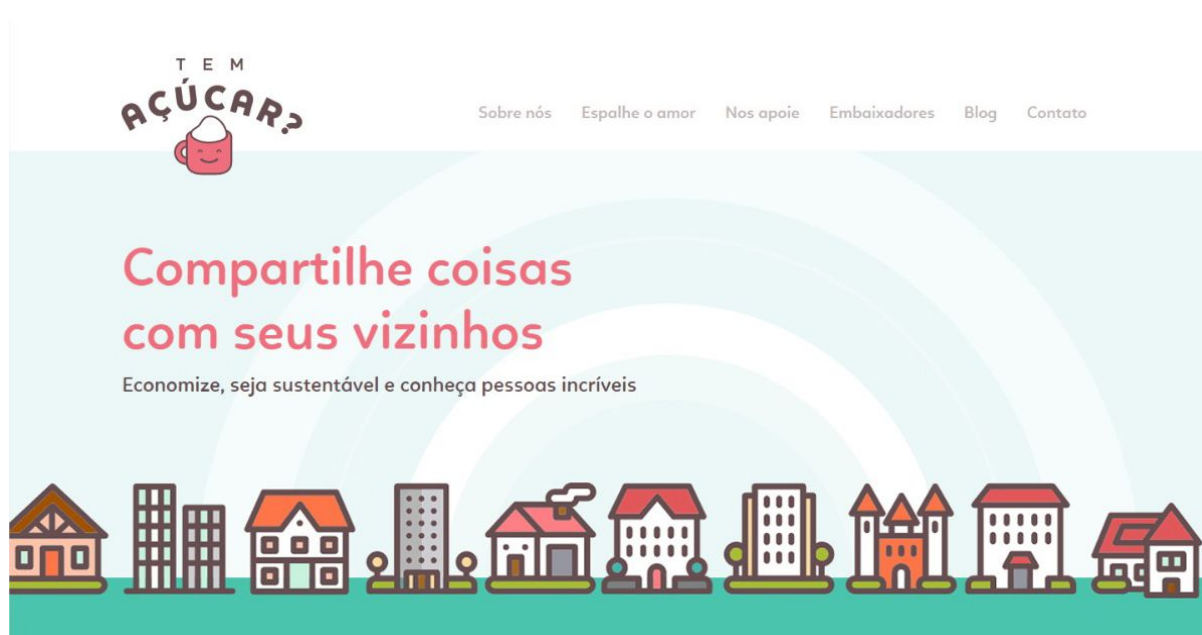 TEM
AÇÚCAR?
Sobre nós Espalhe o amor Nos apoie Embaixadores Blog Contato
Compartilhe coisas
com seus vizinhos
Economize, seja sustentável e conheça pessoas incríveis